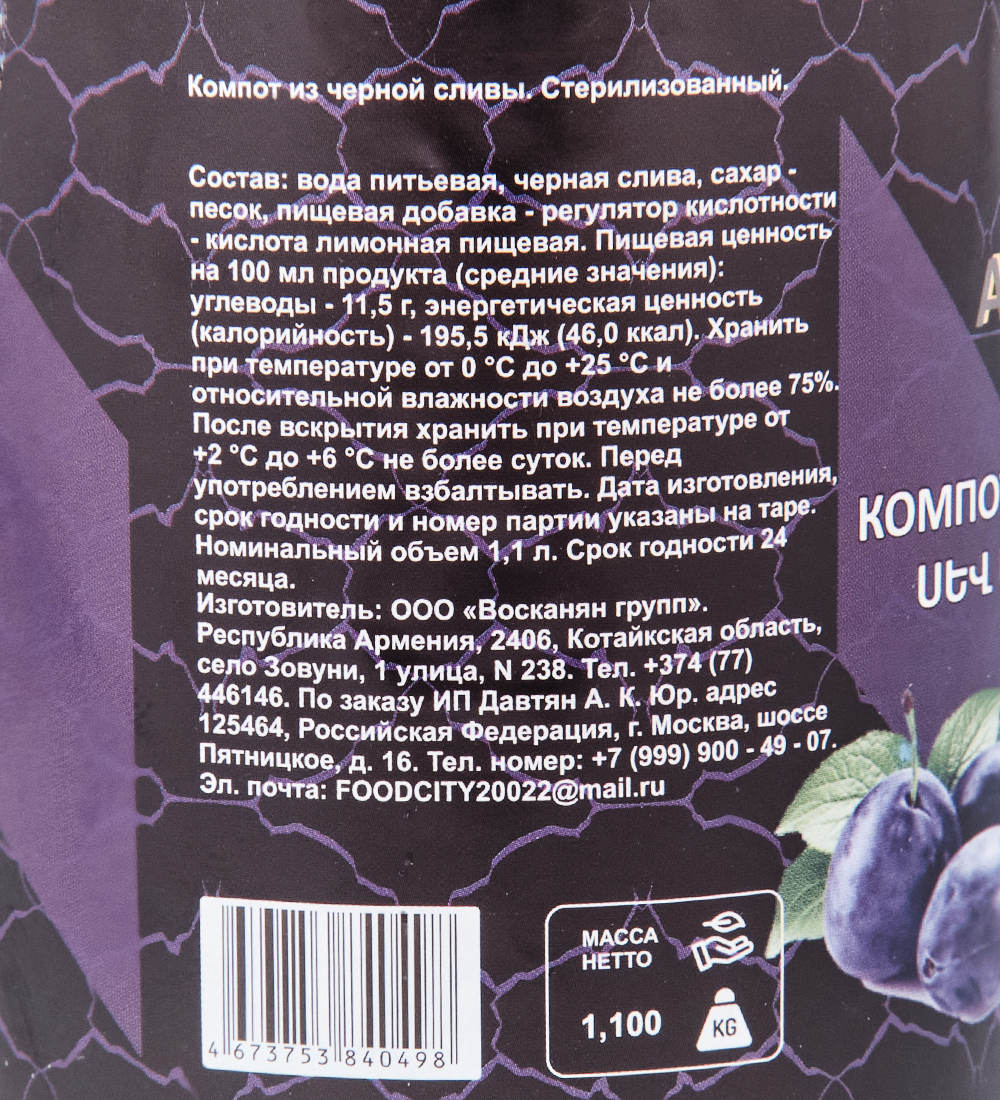 Компот из черной сливы. Стерилизованный.
Состав: вода питьевая, черная слива, сахар -
песок, пищевая добавка - регулятор кислотности
- кислота лимонная пищевая. Пищевая ценность
на 100 мл продукта (средние значения):
углеводы - 11,5 г, энергетическая ценность
(калорийность) - 195,5 кДж (46,0 ккал). Хранить
при температуре от 0 °С до +25 °С и
относительной влажности воздуха не более 75%.
После вскрытия хранить при температуре от
+2 °С до +6 °С не более суток. Перед
употреблением взбалтывать. Дата изготовления,
срок годности и номер партии указаны на таре.
Номинальный объем 1,1 л. Срок годности 24
месяца.
Изготовитель: ООО «Восканян групп».
Республика Армения, 2406, Котайкская область,
село Зовуни, 1 улица, N 238. Тел. +374 (77)
446146. По заказу ИП Давтян А. К. Юр. адрес
125464, Российская Федерация, г. Москва, шоссе
Пятницкое, д. 16. Тел. номер: +7 (999) 900 - 49 - 07.
Эл. почта: FOODCITY20022@mail.ru
КОМПО
ՍԵՎ
4 673753 840498
МАССА
НЕТТО
1,100
KG